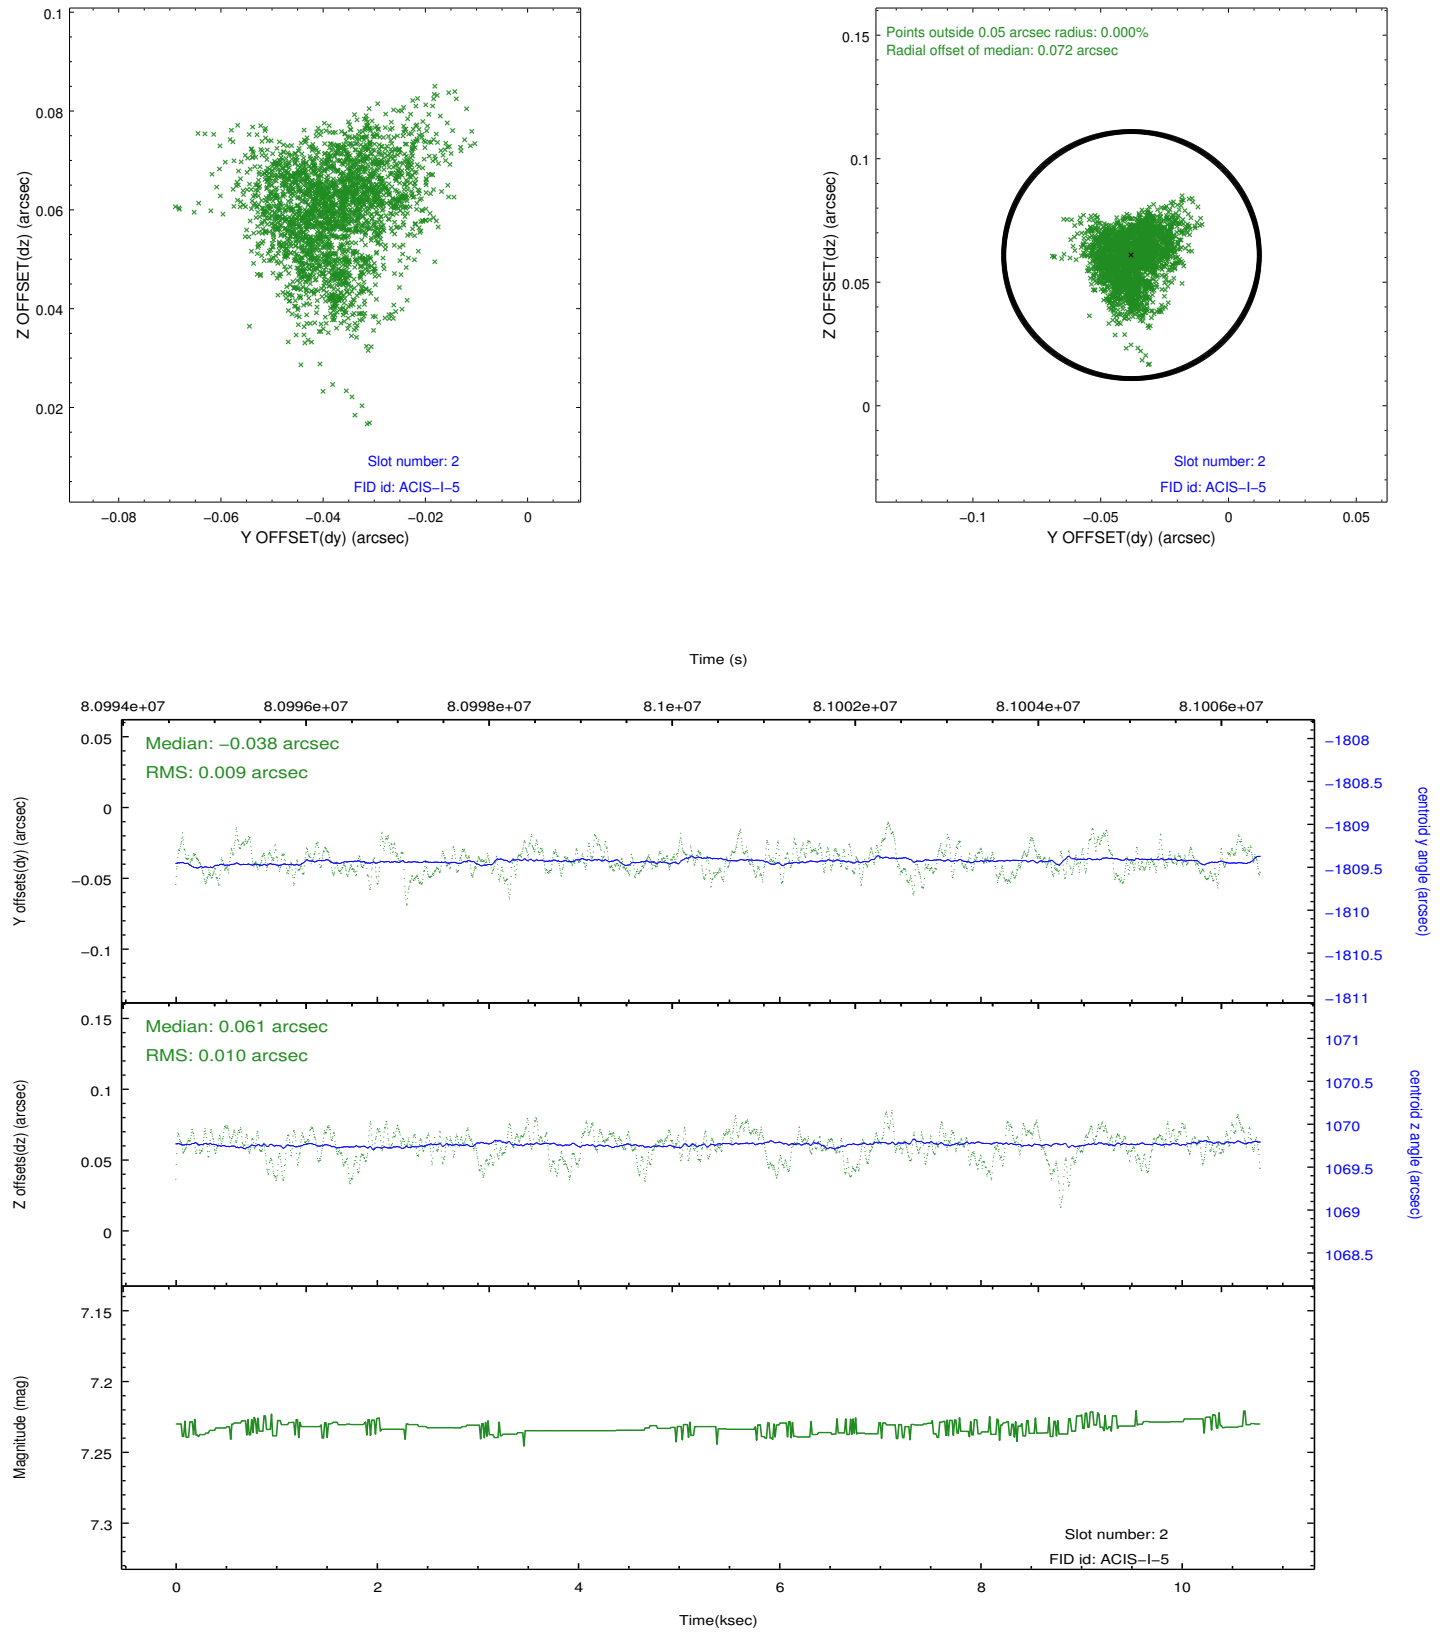 0.1
0.08
0.06
0.04
0.02
Z OFFSET(dz) (arcsec)
Slot number: 2
FID id: ACIS−I−5
−0.08 −0.06 −0.04 −0.02 0
Y OFFSET(dy) (arcsec)
Points outside 0.05 arcsec radius: 0.000%
Radial offset of median: 0.072 arcsec
0.15
0.1
0.05
0
Z OFFSET(dz) (arcsec)
Slot number: 2
FID id: ACIS−I−5
−0.1 −0.05 0 0.05
Y OFFSET(dy) (arcsec)
Time (s)
8.0994e+07 8.0996e+07 8.0998e+07 8.1e+07 8.1002e+07 8.1004e+07 8.1006e+07
Median: −0.038 arcsec
RMS: 0.009 arcsec
0.05
0
−0.05
−0.1
Y offsets(dy) (arcsec)
−1808
−1808.5
−1809
−1809.5
−1810
−1810.5
−1811
centroid y angle (arcsec)
Median: 0.061 arcsec
RMS: 0.010 arcsec
0.15
0.1
0.05
0
Z offsets(dz) (arcsec)
1071
1070.5
1070
1069.5
1069
1068.5
centroid z angle (arcsec)
7.15
7.2
7.25
7.3
Magnitude (mag)
Slot number: 2
FID id: ACIS−I−5
0 2 4 6 8 10
Time(ksec)